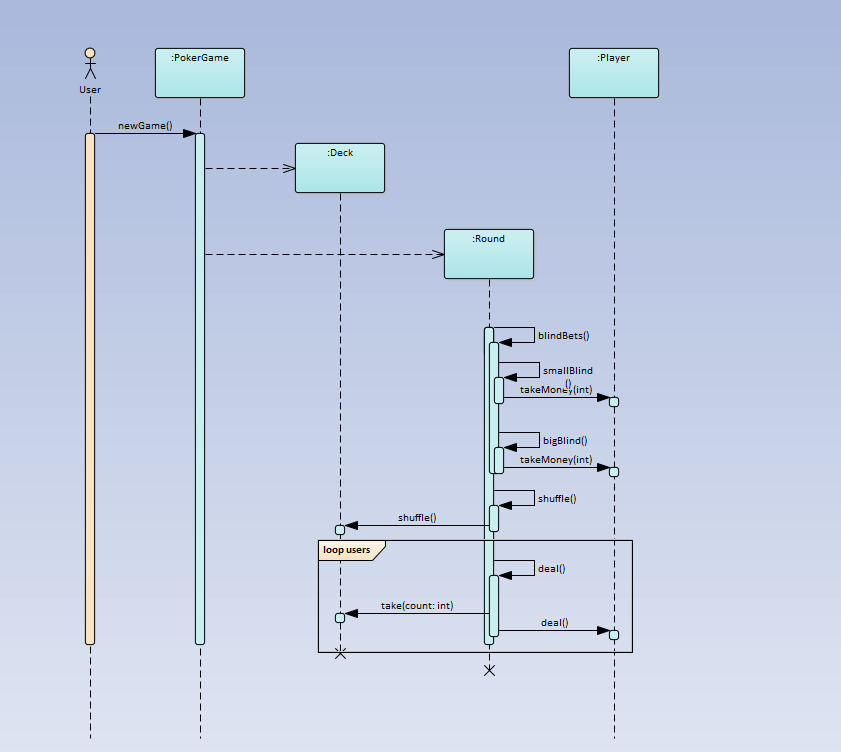 :PokerGame
:Player
User
newGame()
:Deck
:Round
blindBets()
smallBlind
()
takeMoney(int)
bigBlind()
takeMoney(int)
shuffle()
shuffle()
loop users
deal()
take(count: int)
deal()